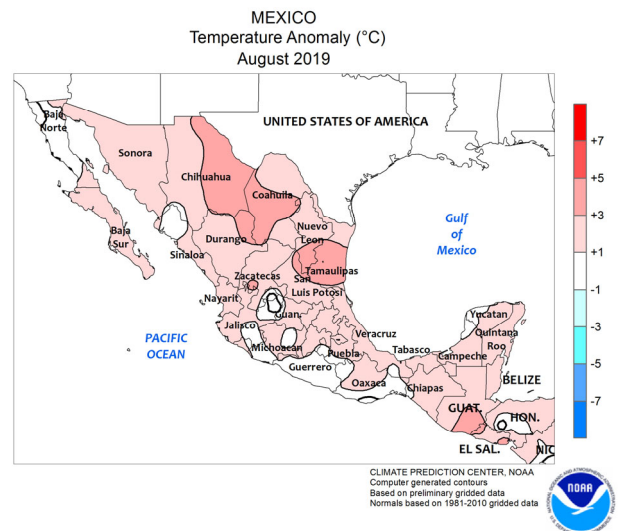 MEXICO
Temperature Anomaly (°C)
August 2019
Baja
Norte
UNITED STATES OF AMERICA
Sonora
Chihuahua
Coahuila
Baja
Sur
Nuevo
Leon
Durango
Sinaloa
Gulf
of
Mexico
Tamaulipas
Zacatecas
San
Luis Potosi
Nayarit
Guan.
Yucatan
Quintana
Roo
Jalisco
Veracruz
PACIFIC
OCEAN
Michoacan
Puebla
Tabasco
Campeche
Guerrero
Oaxaca
Chiapas
BELIZE
GUAT.
HON.
EL SAL.
NIC
+7
+5
+3
+1
-1
-3
-5
-7
CLIMATE PREDICTION CENTER, NOAA
Computer generated contours
Based on preliminary gridded data
Normals based on 1981-2010 gridded data
NOAA